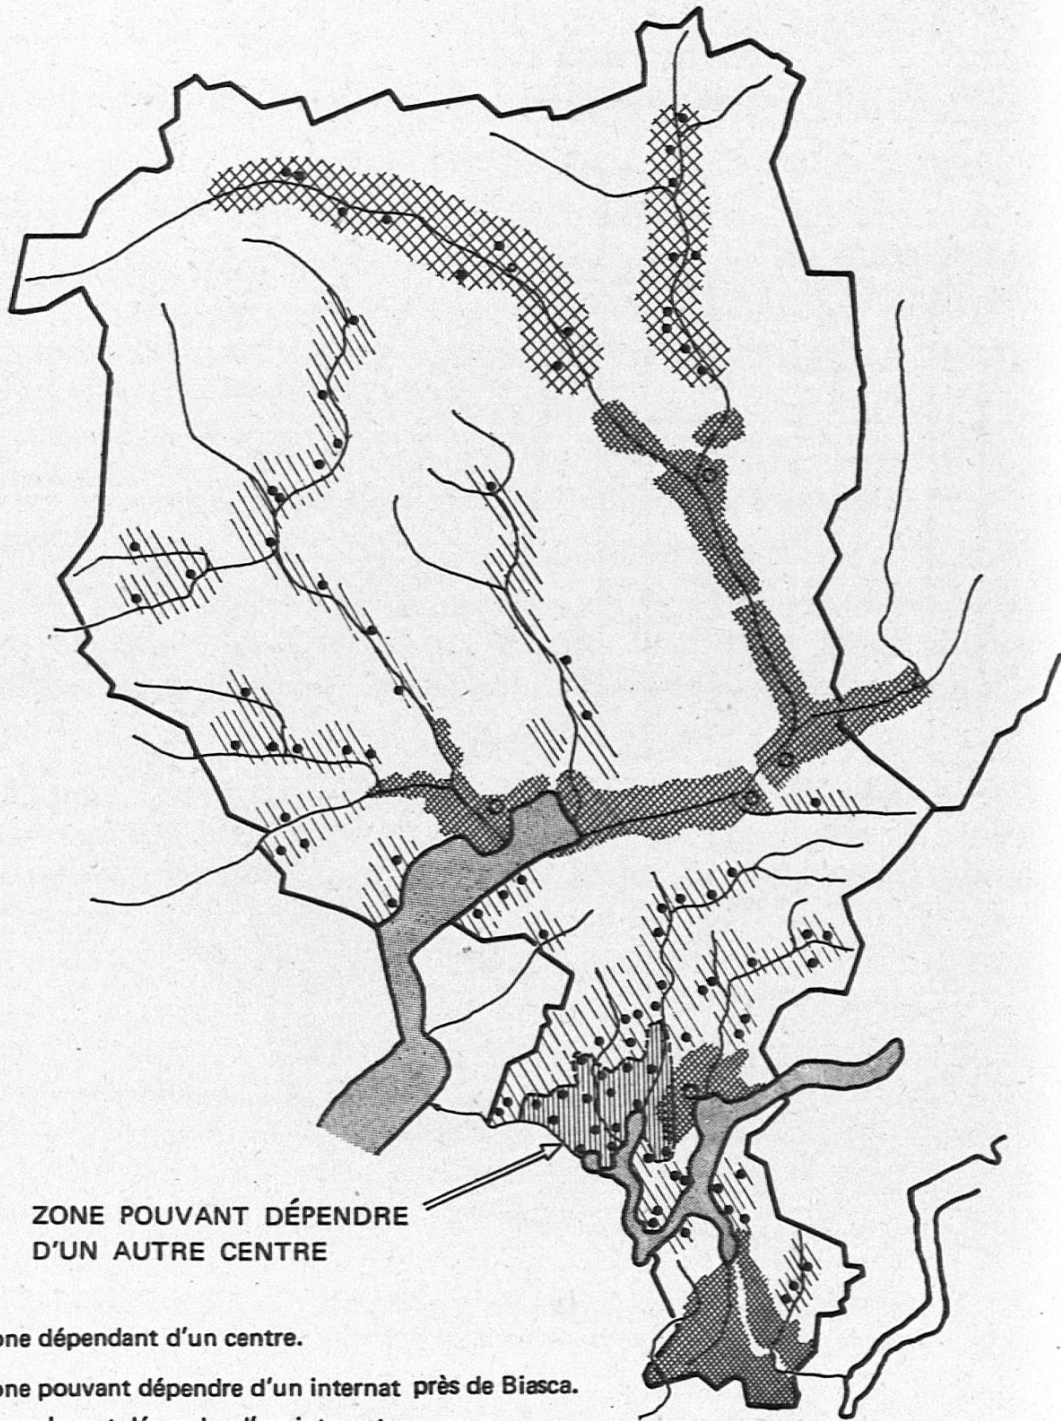 ZONE POUVANT DÉPENDRE
D'UN AUTRE CENTRE
one dépendant d'un centre.
one pouvant dépendre d'un internat près de Biasca.